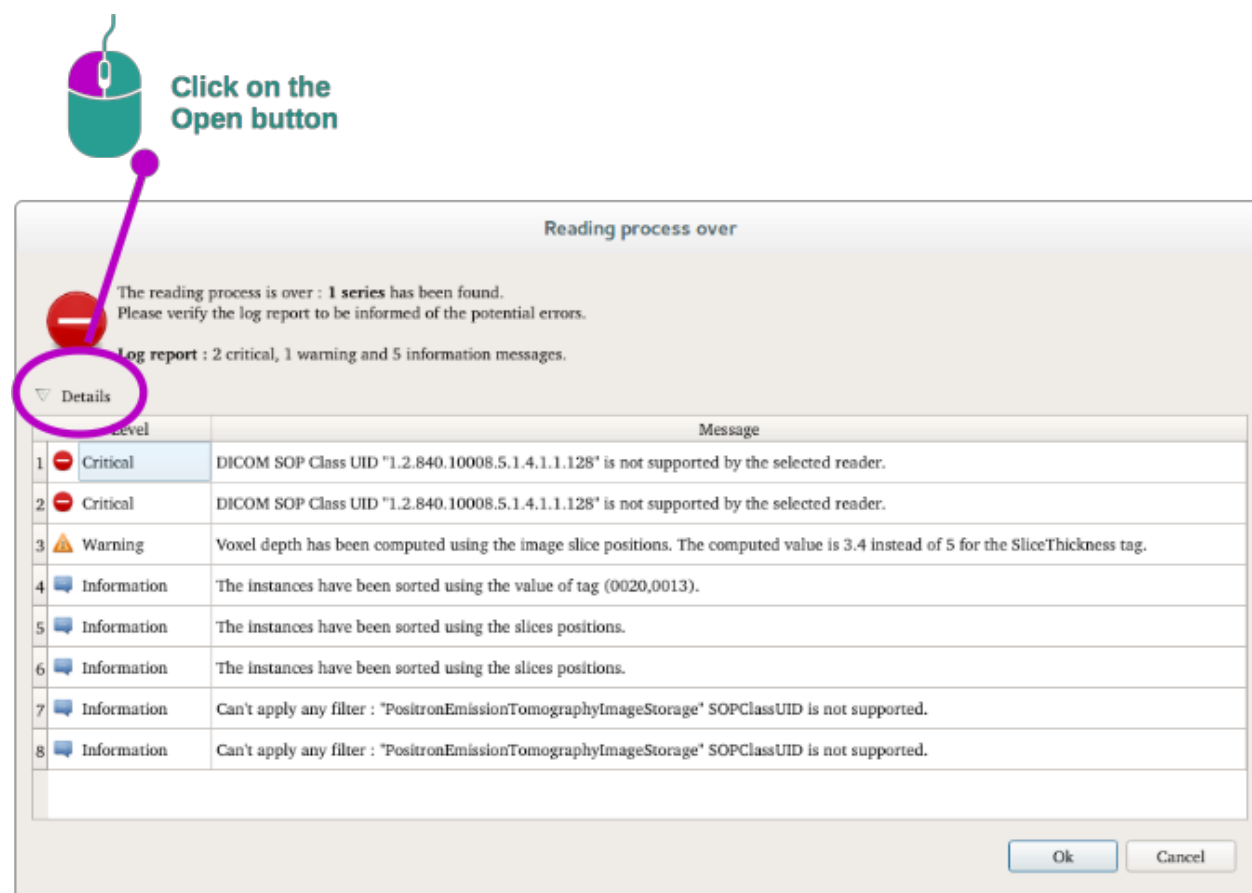 Click on the
Open button
Reading process over
The reading process is over : 1 series has been found.
Please verify the log report to be informed of the potential errors.
Log report : 2 critical, 1 warning and 5 information messages.
Details
Level Message
1 Critical DICOM SOP Class UID "1.2.840.10008.5.1.4.1.1.128" is not supported by the selected reader.
2 Critical DICOM SOP Class UID "1.2.840.10008.5.1.4.1.1.128" is not supported by the selected reader.
3 Warning Voxel depth has been computed using the image slice positions. The computed value is 3.4 instead of 5 for the SliceThickness tag.
4 Information The instances have been sorted using the value of tag (0020,0013).
5 Information The instances have been sorted using the slices positions.
6 Information The instances have been sorted using the slices positions.
7 Information Can't apply any filter : "PositronEmissionTomographyImageStorage" SOPClassUID is not supported.
8 Information Can't apply any filter : "PositronEmissionTomographyImageStorage" SOPClassUID is not supported.
Ok Cancel